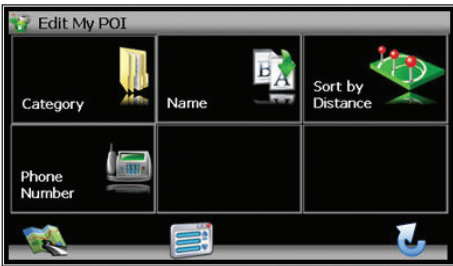 Edit My POI
Category
Name
B
A
Sort by
Distance
Phone
Number